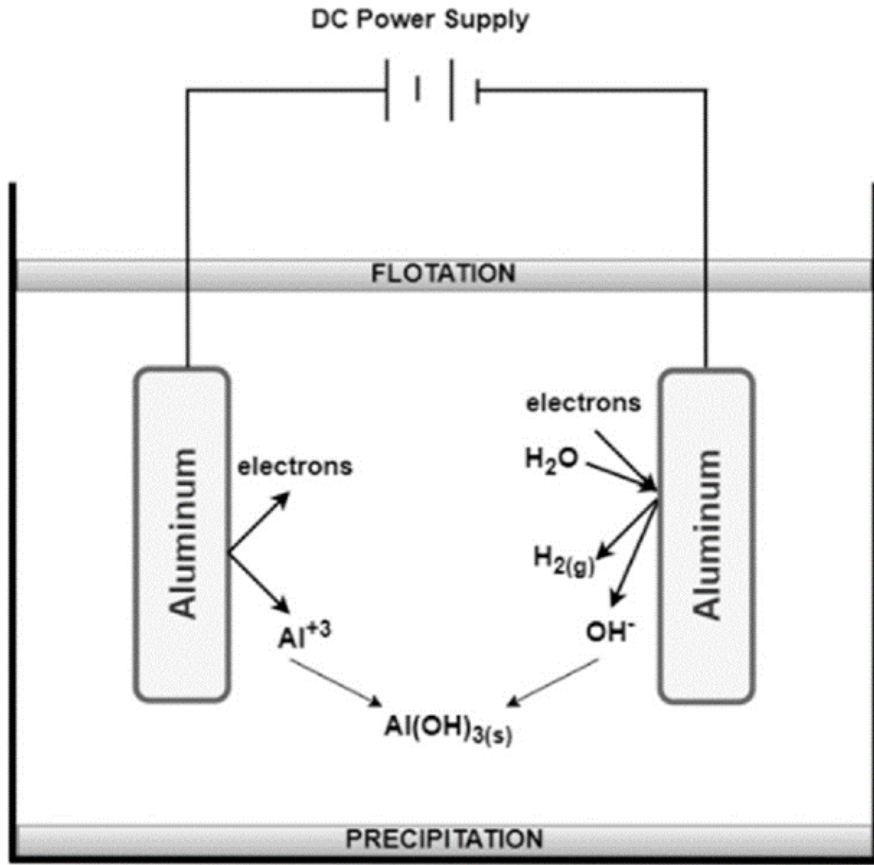 DC Power Supply
FLOTATION
Aluminum
electrons
Al+3
electrons
H2O
H2(g)
OH-
Aluminum
Al(OH)3(s)
PRECIPITATION